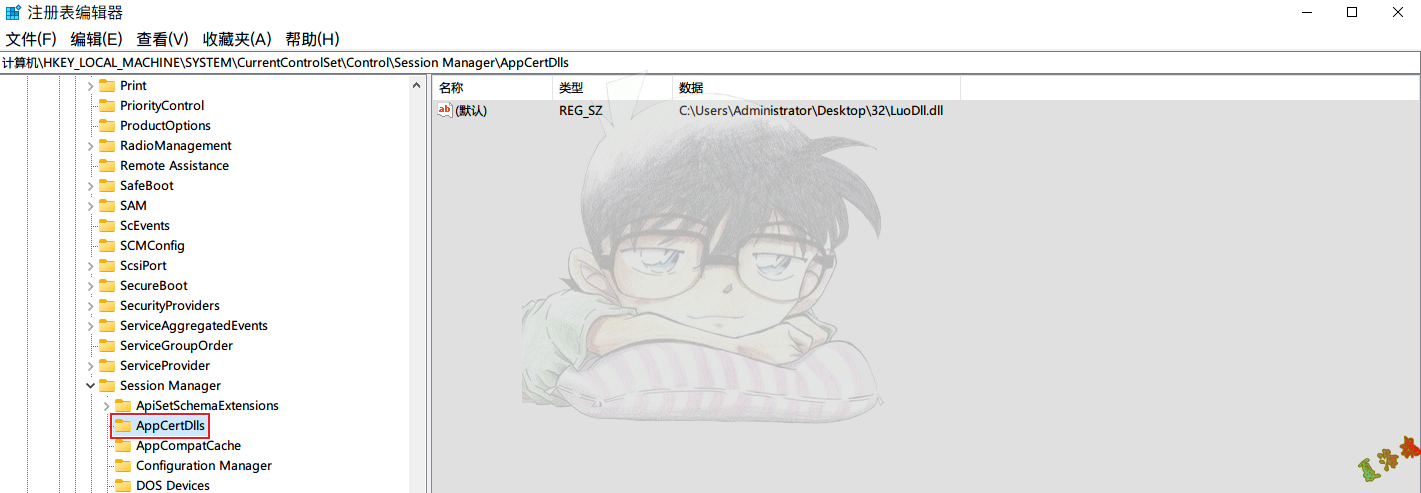 注册表编辑器
文件(F) 编辑(E) 查看(V) 收藏夹(A) 帮助(H)
计算机\HKEY_LOCAL_MACHINE\SYSTEM\CurrentControlSet\Control\Session Manager\AppCertDlls
Print
PriorityControl
ProductOptions
RadioManagement
Remote Assistance
SafeBoot
SAM
ScEvents
SCMConfig
ScsiPort
SecureBoot
SecurityProviders
ServiceAggregatedEvents
ServiceGroupOrder
ServiceProvider
Session Manager
ApiSetSchemaExtensions
AppCertDlls
AppCompatCache
Configuration Manager
DOS Devices
名称 类型 数据
ab (默认) REG_SZ C:\Users\Administrator\Desktop\32\LuoDll.dll